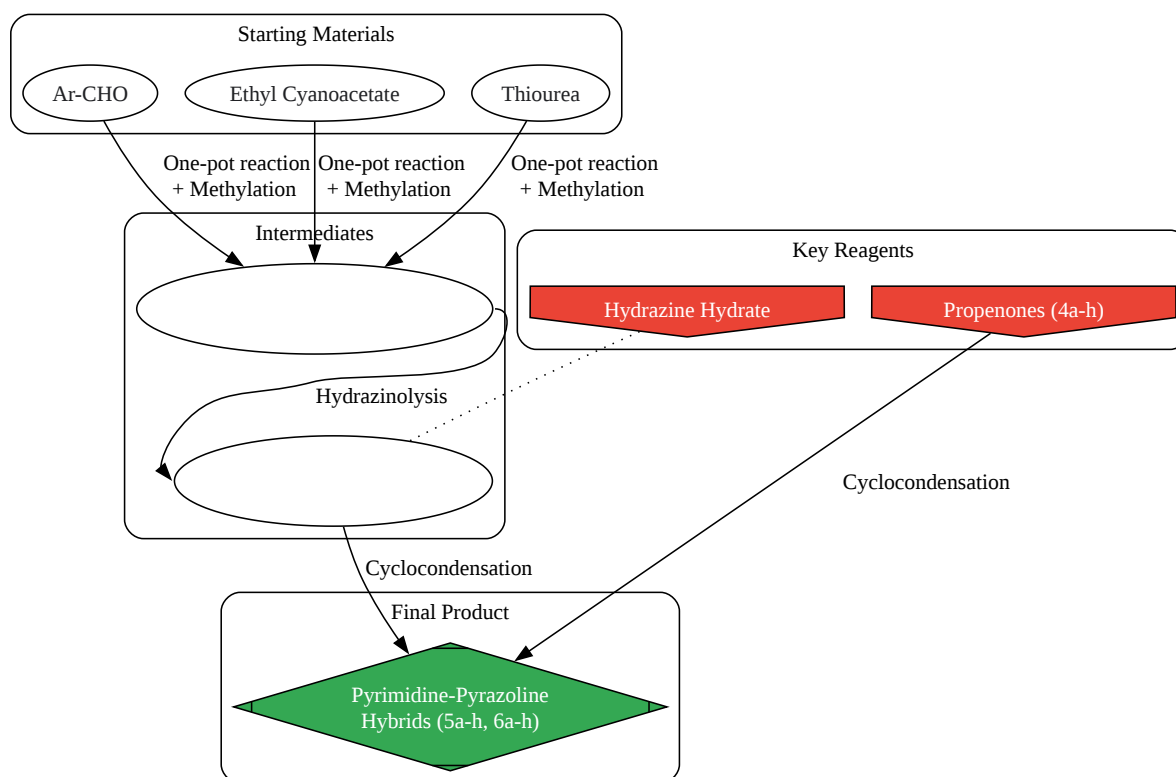 Starting Materials
Ar-CHO
Ethyl Cyanoacetate
Thiourea
One-pot reaction
+ Methylation
One-pot reaction
+ Methylation
One-pot reaction
+ Methylation
Intermediates
Key Reagents
Hydrazine Hydrate
Propenones (4a-h)
Hydrazinolysis
Cyclocondensation
Cyclocondensation
Final Product
Pyrimidine-Pyrazoline
Hybrids (5a-h, 6a-h)